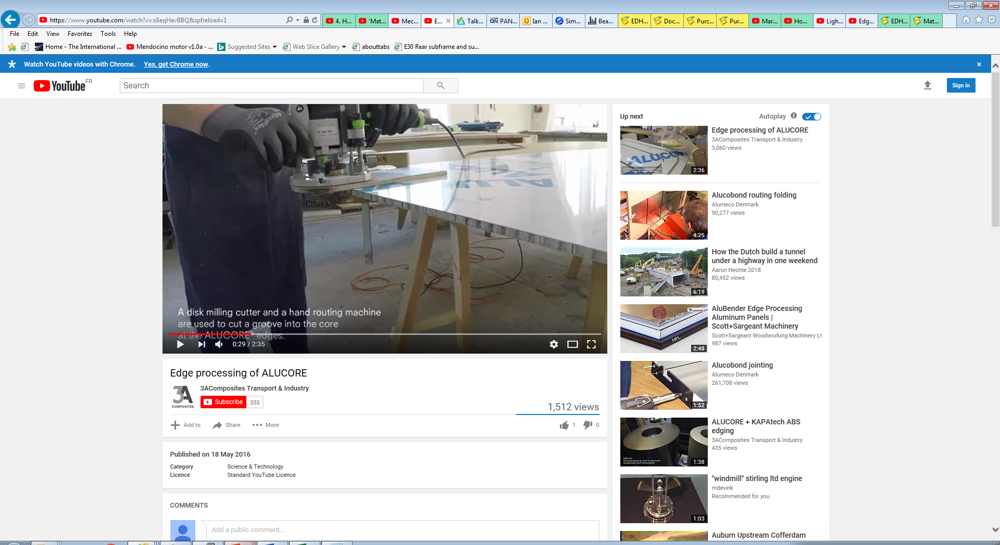 https://www.youtube.com/watch?v=oIieqHavBBQ&spfreload=1
4. H...
'Mat...
Mec...
E...
Talk...
PAN...
Ian ...
Sim...
Bea...
EDH...
Doc...
Purc...
Pur...
Mar...
Ho...
Ligh...
Edg...
EDH...
Mat...
File Edit View Favorites Tools Help
Home - The International ...
Mendocino motor v1.0a - ...
Suggested Sites
Web Slice Gallery
abouttabs
E30 Rear subframe and su...
Watch YouTube videos with Chrome. Yes, get Chrome now.
YouTube FR
Search
Sign in
MaxiFlex
A disk milling cutter and a hand routing machine
are used to cut a groove into the core
at the ALUCORE® edges.
0:29 / 2:35
Edge processing of ALUCORE
3A COMPOSITES
3AComposites Transport & Industry
Subscribe 335
1,512 views
Add to Share More 1 0
Published on 18 May 2016
Category Science & Technology
Licence Standard YouTube Licence
COMMENTS
Add a public comment...
Up next Autoplay
ALUCO
2:36
Edge processing of ALUCORE
3AComposites Transport & Industry
3,060 views
4:25
Alucobond routing folding
Alumeco Denmark
90,277 views
6:19
How the Dutch build a tunnel
under a highway in one weekend
Aaron Hechte 2018
80,452 views
ACM-ACP
HPL
2:48
AluBender Edge Processing
Aluminum Panels |
Scott+Sargeant Machinery
Scott+Sargeant Woodworking Machinery Lt
987 views
1:52
Alucobond jointing
Alumeco Denmark
261,708 views
1:38
ALUCORE + KAPAtech ABS
edging
3AComposites Transport & Industry
435 views
1:03
"windmill" stirling ltd engine
mdevink
Recommended for you
Auburn Upstream Cofferdam